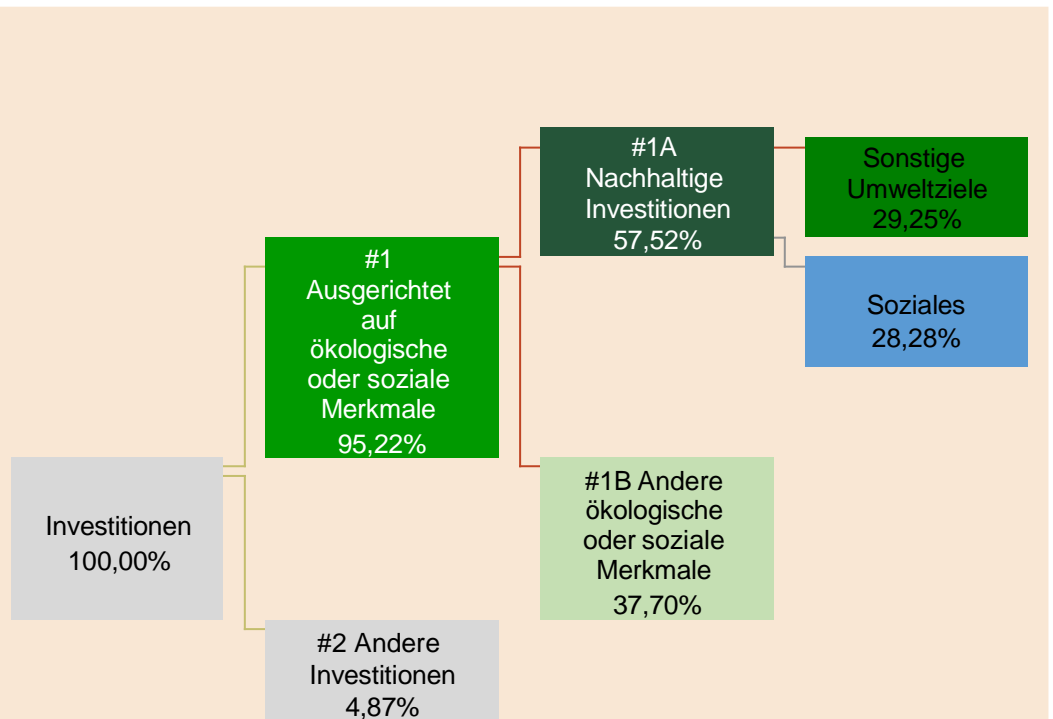 Investitionen
100,00%
#1
Ausgerichtet
auf
ökologische
oder soziale
Merkmale
95,22%
#2 Andere
Investitionen
4,87%
#1A
Nachhaltige
Investitionen
57,52%
#1B Andere
ökologische
oder soziale
Merkmale
37,70%
Sonstige
Umweltziele
29,25%
Soziales
28,28%